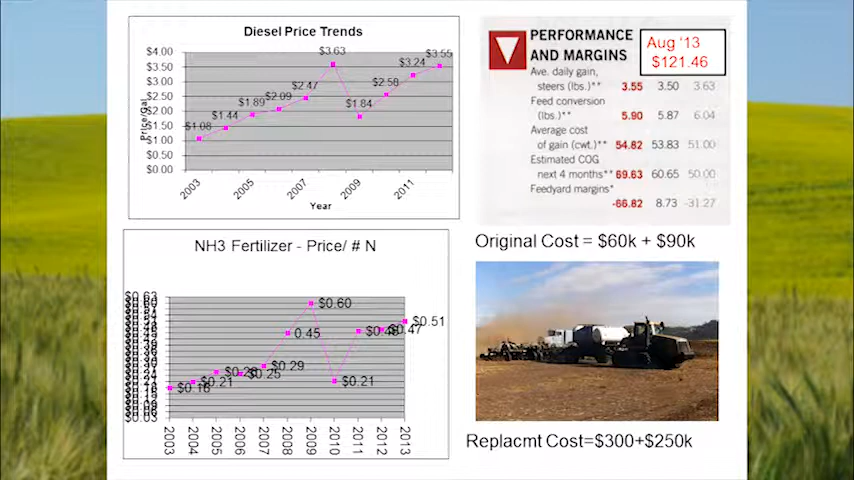 Diesel Price Trends
$4.00
$3.50
$3.00
$2.50
$2.00
$1.50
$1.00
$0.50
$0.00
Price/Gal
$1.08
$1.44
$1.89
$2.09
$2.47
$3.63
$1.84
$2.58
$3.24
$3.55
2003
2005
2007
2009
2011
Year
PERFORMANCE
AND MARGINS
Aug '13
$121.46
Ave. daily gain,
steers (lbs.)** 3.55 3.50 3.63
Feed conversion
(lbs.)** 5.90 5.87 6.04
Average cost
of gain (cwt.)** 54.82 53.83 51.00
Estimated COG
next 4 months** 69.63 60.65 50.00
Feedyard margins*
-66.82 8.73 -31.27
Original Cost = $60k + $90k
NH3 Fertilizer - Price/ # N
$0.63
$0.03
$0.18
$0.21
$0.25
$0.29
0.45
$0.60
$0.21
$0.47
$0.51
2003
2004
2005
2006
2007
2008
2009
2010
2011
2012
2013
Replacmt Cost=$300+$250k